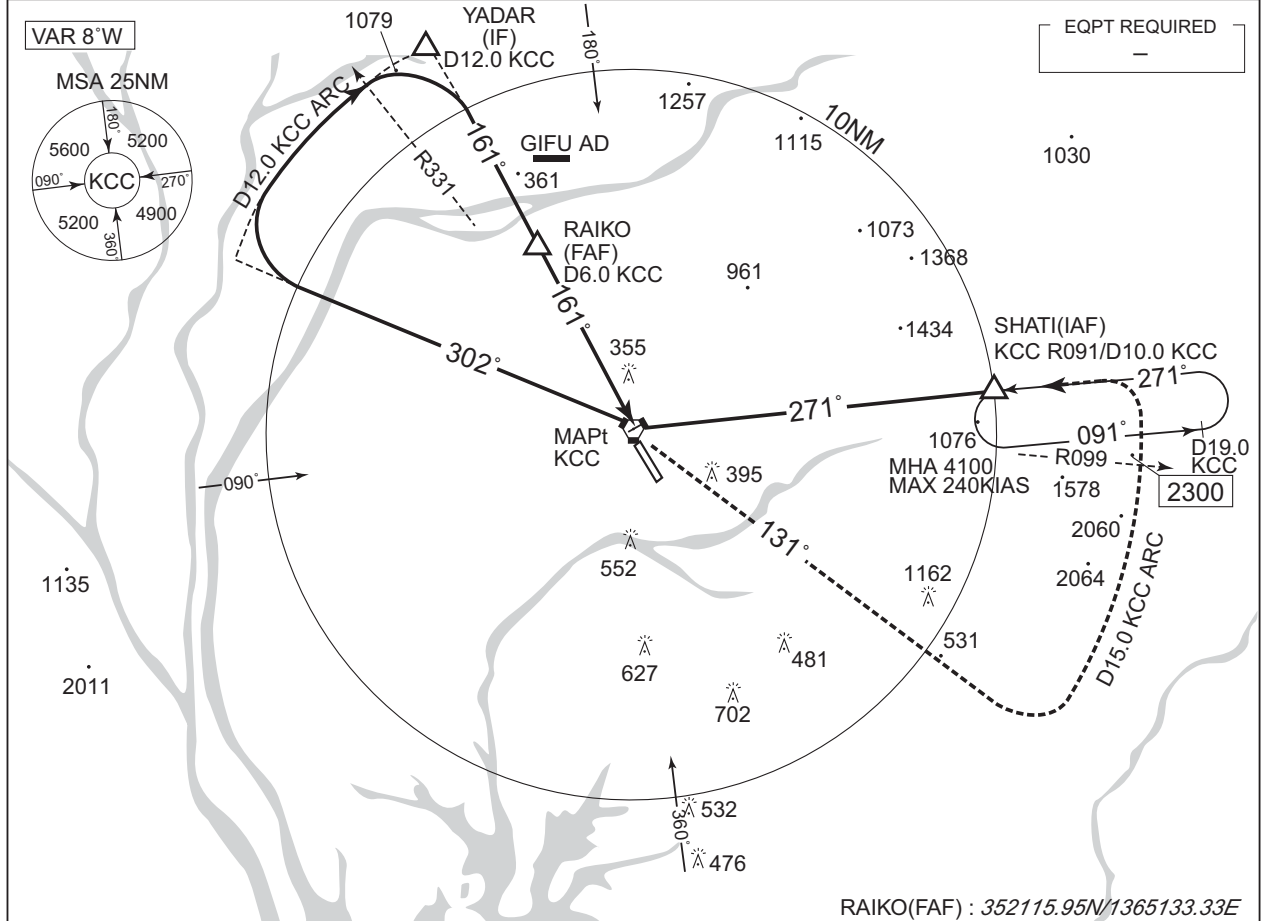 VAR 8°W
MSA 25NM
180°
5600
5200
090°
KCC
270°
5200
4900
360°
1079
YADAR
(IF)
D12.0 KCC
180°
EQPT REQUIRED
–
D12.0 KCC ARC
R331
161°
GIFU AD
361
1257
1115
10NM
1030
RAIKO
(FAF)
D6.0 KCC
1073
1368
961
161°
1434
355
SHATI(IAF)
KCC R091/D10.0 KCC
302°
271°
271°
MAPt
KCC
1076
091°
D19.0
KCC
R099
MHA 4100
MAX 240KIAS
1578
2300
395
090°
131°
2060
552
2064
1135
1162
D15.0 KCC ARC
531
627
481
2011
702
360°
532
476
RAIKO(FAF) : 352115.95N/1365133.33E